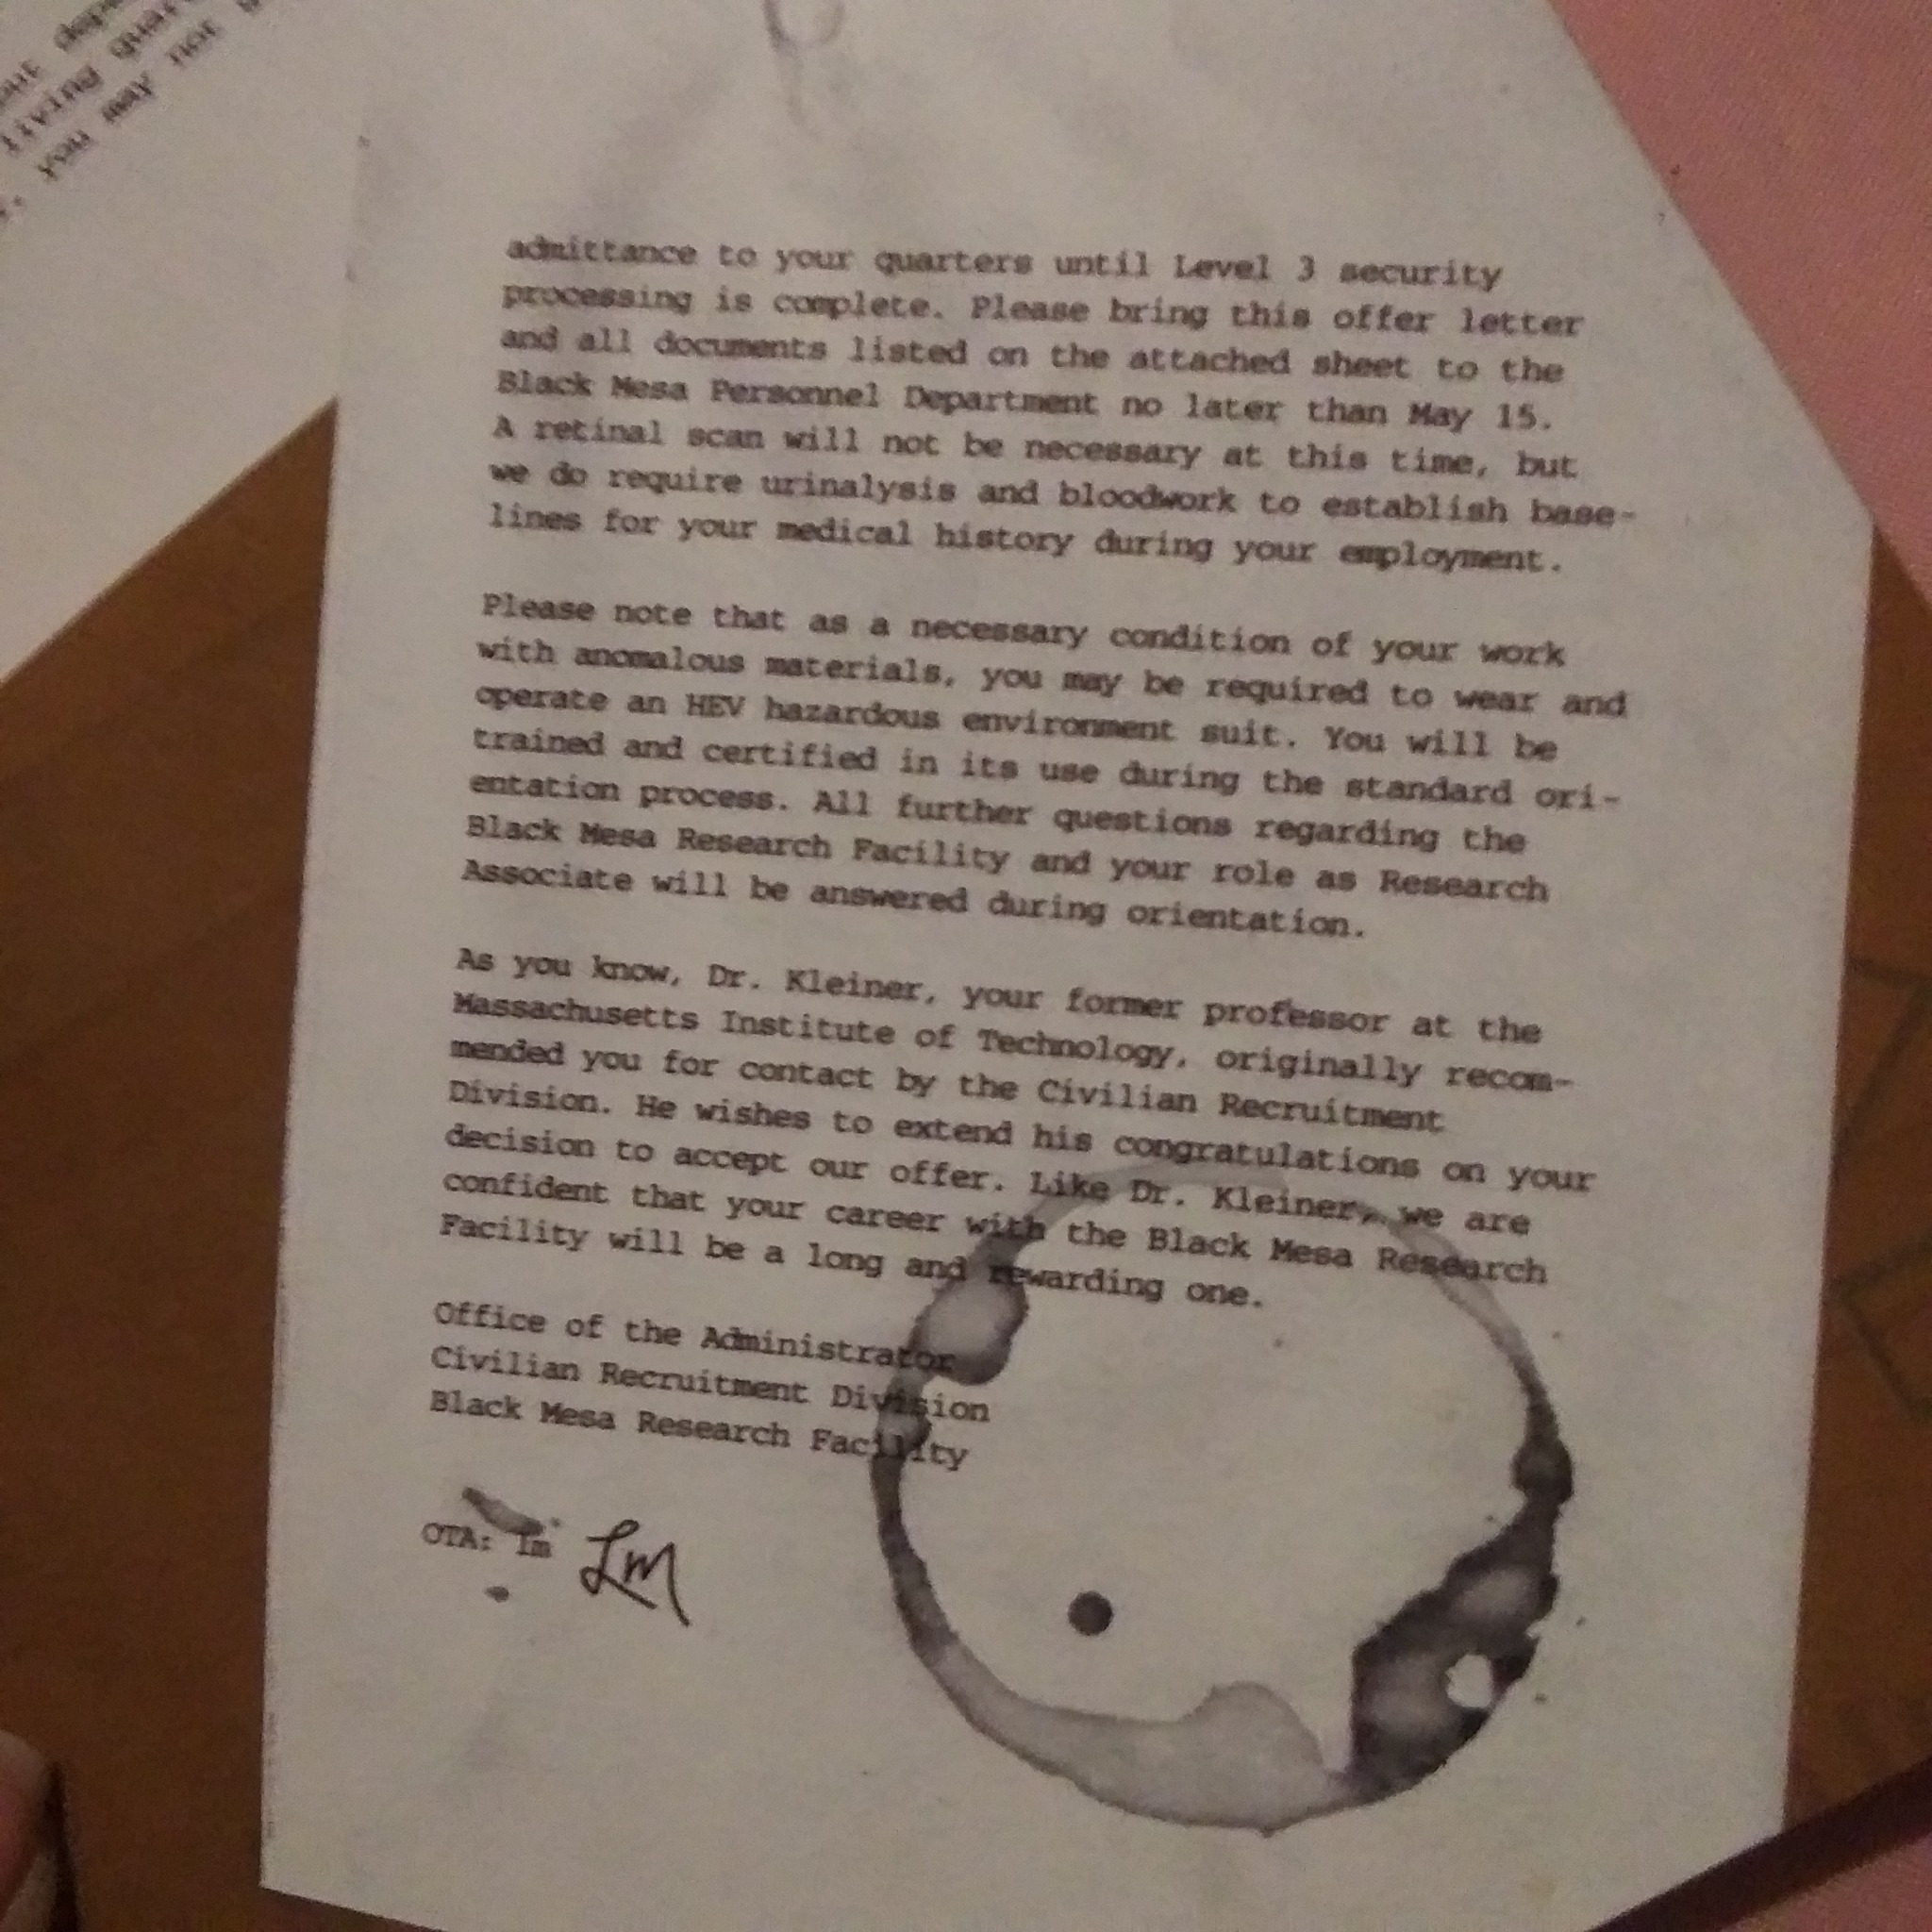 admittance to your quarters until Level 3 security
processing is complete. Please bring this offer letter
and all documents listed on the attached sheet to the
Black Mesa Personnel Department no later than May 15.
A retinal scan will not be necessary at this time, but
we do require urinalysis and bloodwork to establish base-
lines for your medical history during your employment.
Please note that as a necessary condition of your work
with anomalous materials, you may be required to wear and
operate an HEV hazardous environment suit. You will be
trained and certified in its use during the standard ori-
entation process. All further questions regarding the
Black Mesa Research Facility and your role as Research
Associate will be answered during orientation.
As you know, Dr. Kleiner, your former professor at the
Massachusetts Institute of Technology, originally recom-
mended you for contact by the Civilian Recruitment
Division. He wishes to extend his congratulations on your
decision to accept our offer. Like Dr. Kleiner, we are
confident that your career with the Black Mesa Research
Facility will be a long and rewarding one.
Office of the Administrator
Civilian Recruitment Division
Black Mesa Research Facility
OTA: lm LM